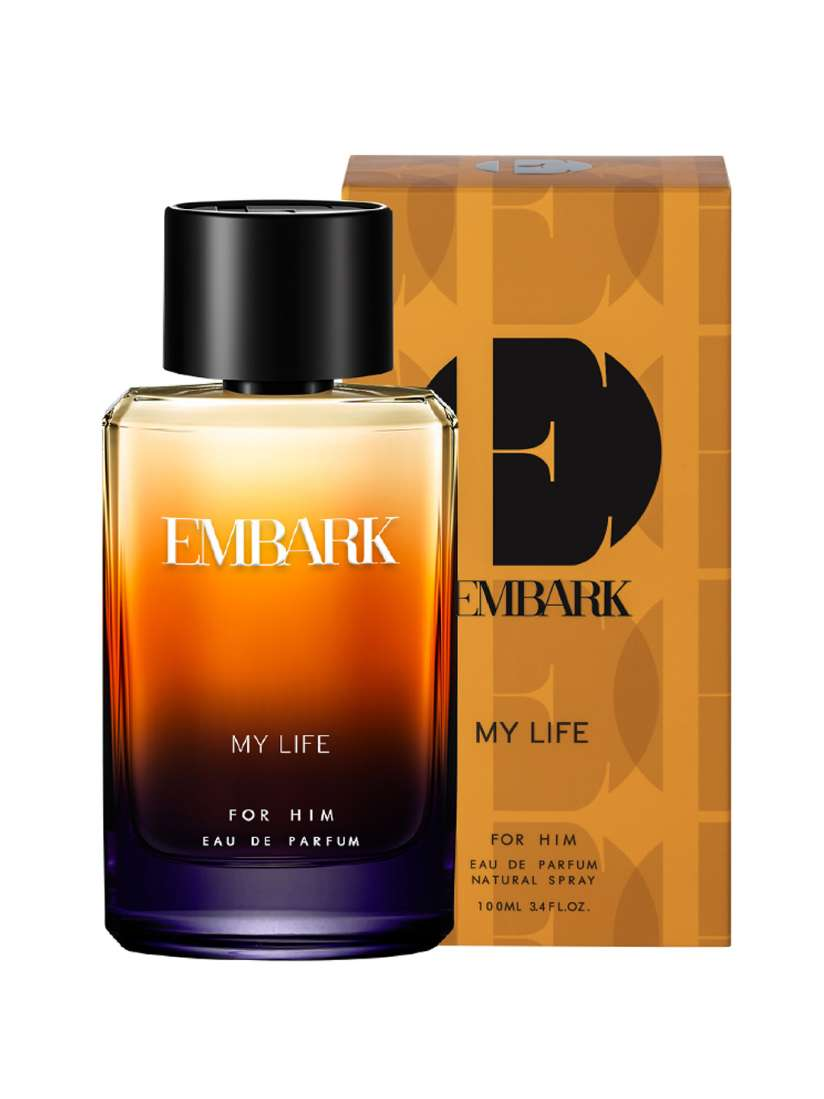 EMBARK
MY LIFE
FOR HIM
EAU DE PARFUM
E
EMBARK
MY LIFE
FOR HIM
EAU DE PARFUM
NATURAL SPRAY
100ML 3.4FL.OZ.